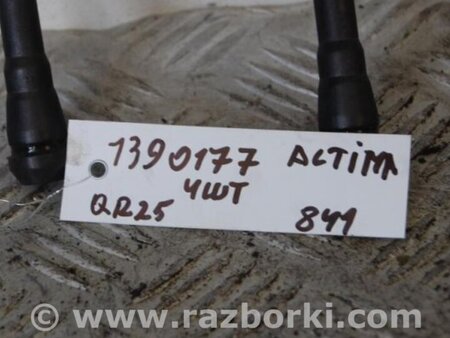 1390177 ACTIMA
4ШТ
QR25 841
© www.razborki.com